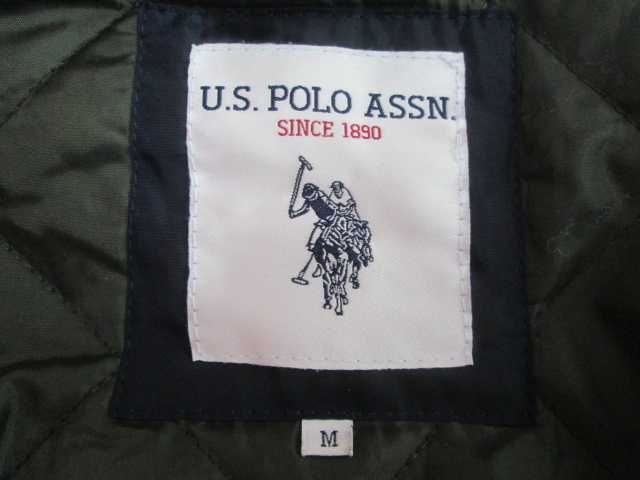 U.S. POLO ASSN.
SINCE 1890
M